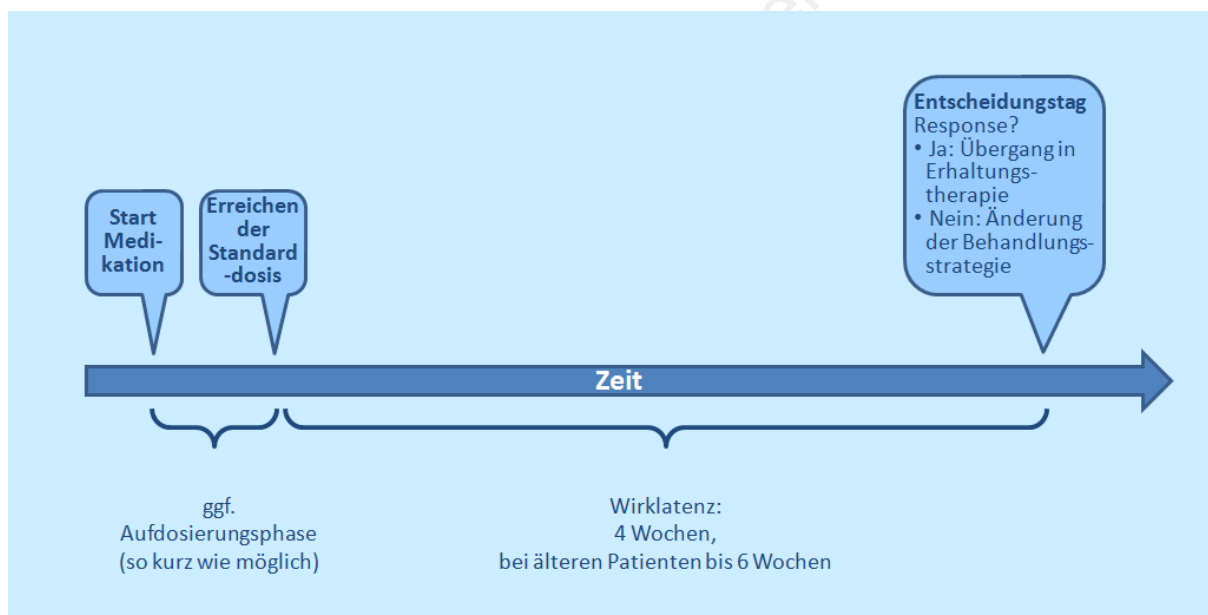 Start
Medi-
kation
Erreichen
der
Standard
-dosis
Entscheidungstag
Response?
• Ja: Übergang in
Erhaltungs-
therapie
• Nein: Änderung
der Behandlungs-
strategie
Zeit
ggf.
Aufdosierungsphase
(so kurz wie möglich)
Wirklatenz:
4 Wochen,
bei älteren Patienten bis 6 Wochen